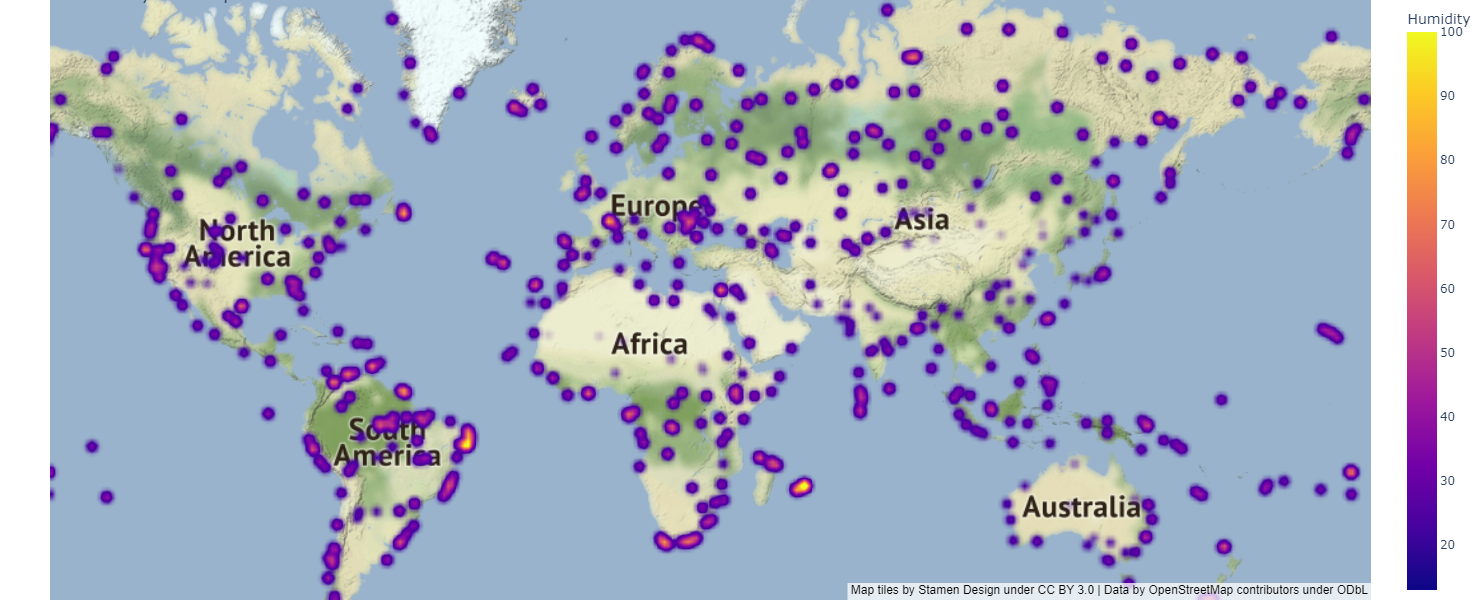 Humidity
100
90
80
70
60
50
40
30
20
Europe
Asia
North
America
Africa
South
America
Australia
Map tiles by Stamen Design under CC BY 3.0 | Data by OpenStreetMap contributors under ODbL